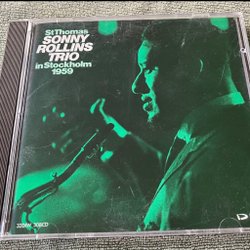 St Thomas
SONNY
ROLLINS
TRIO
in Stockholm
1959